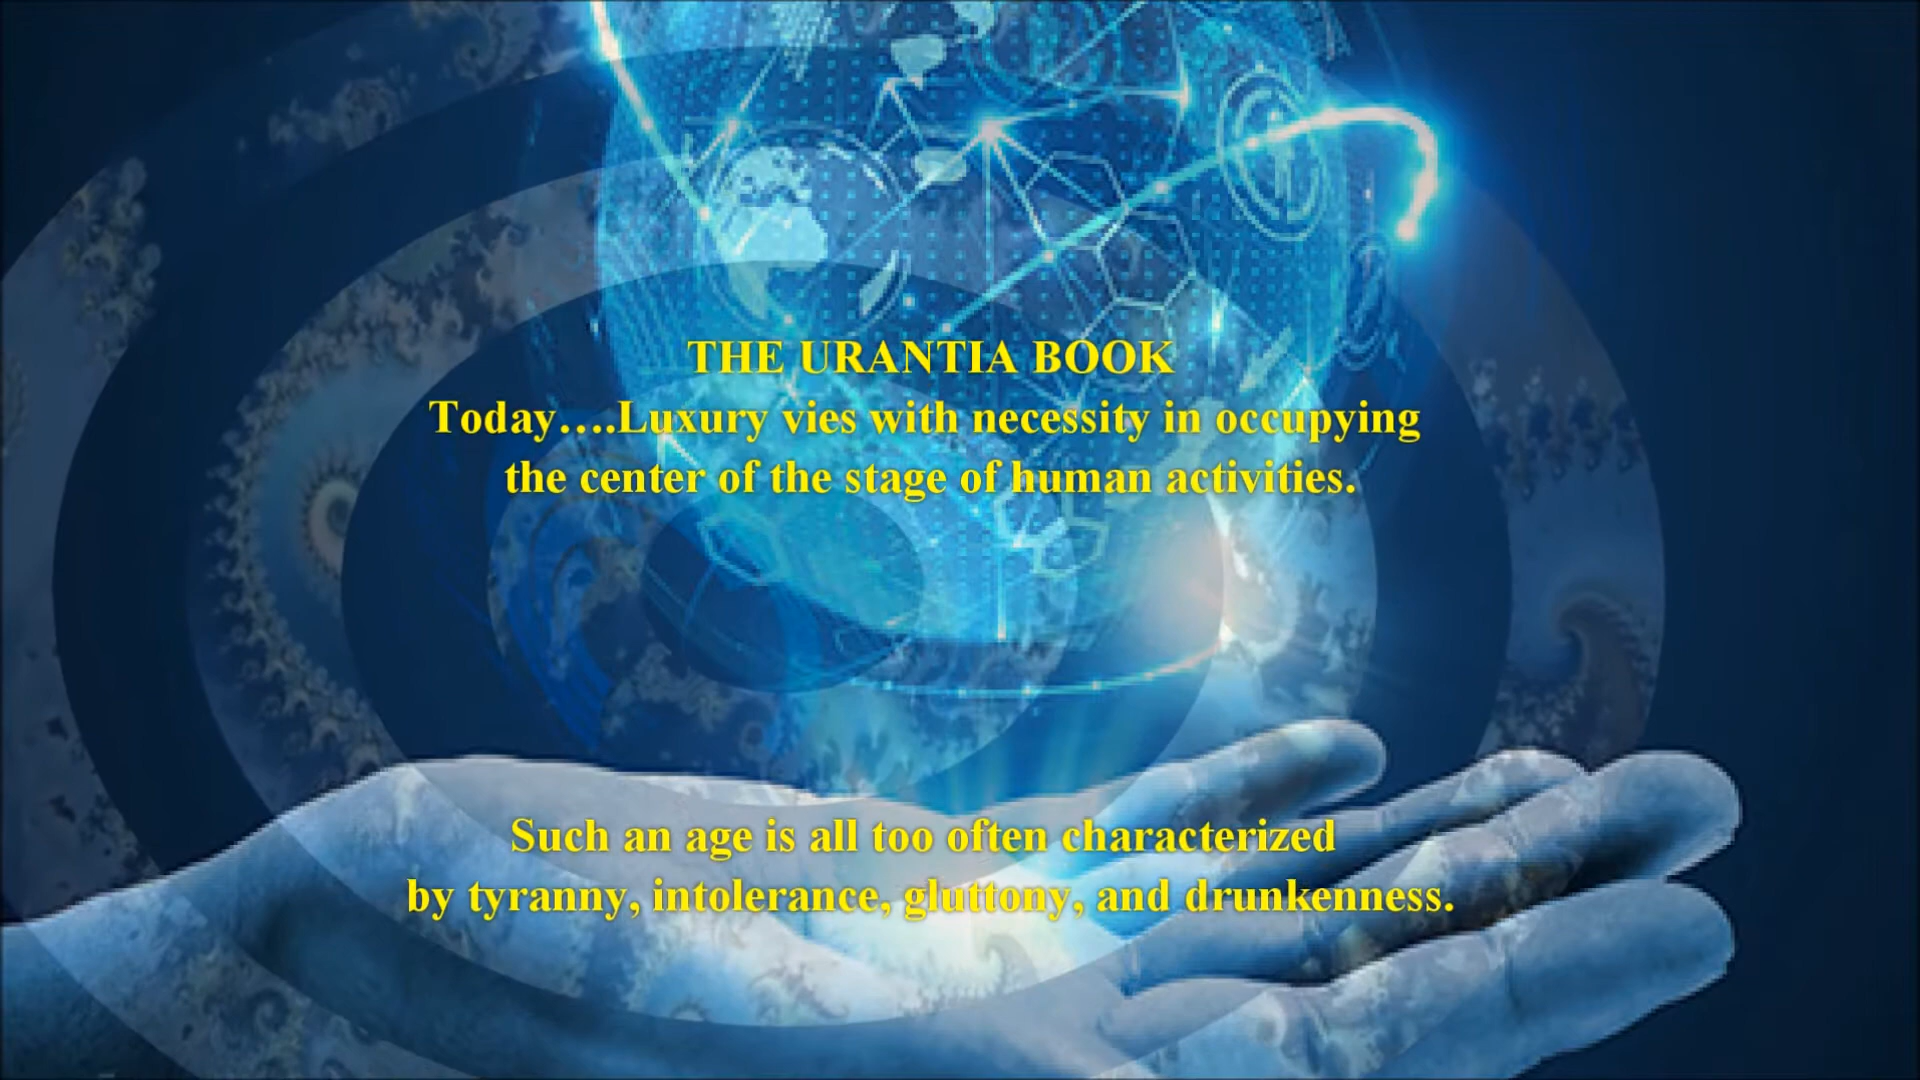 THE URANTIA BOOK
Today….Luxury vies with necessity in occupying
the center of the stage of human activities.
Such an age is all too often characterized
by tyranny, intolerance, gluttony, and drunkenness.